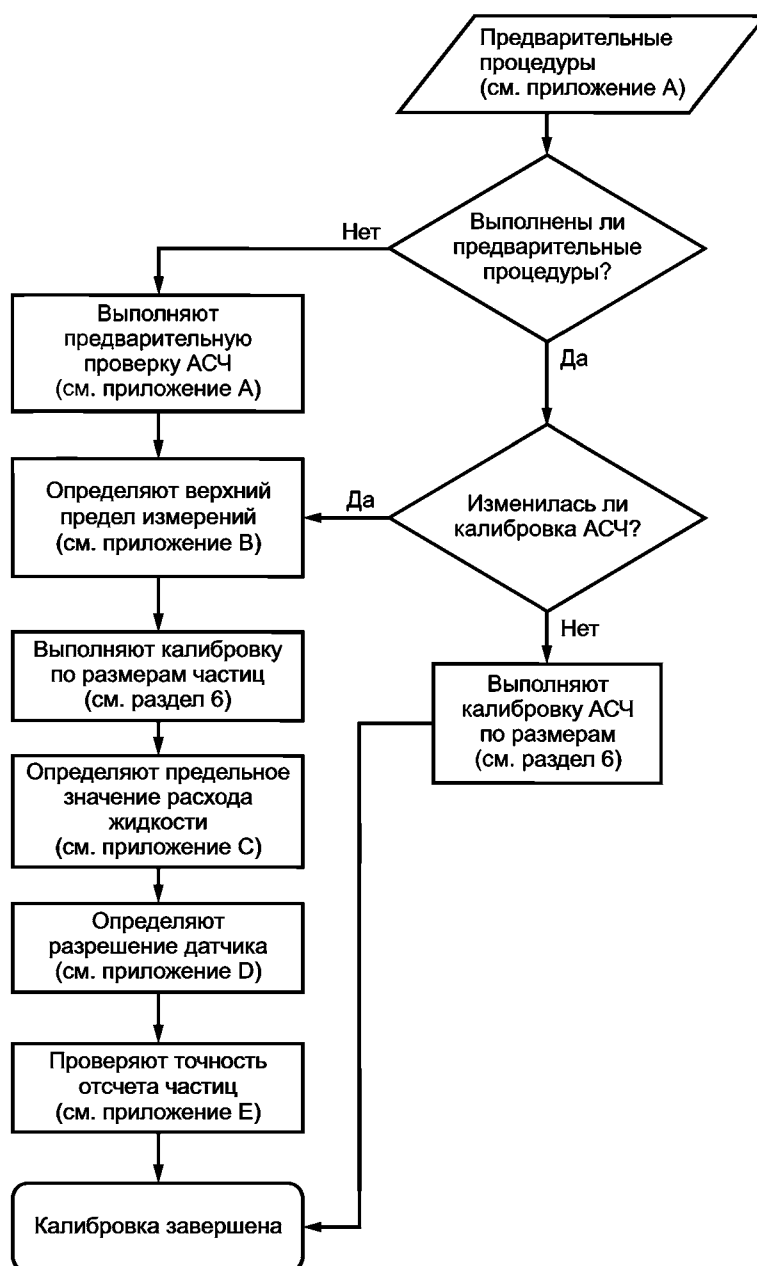 Предварительные
процедуры
(см. приложение А)
Выполнены ли
предварительные
процедуры?
Нет
Да
Выполняют
предварительную
проверку АСЧ
(см. приложение А)
Определяют верхний
предел измерений
(см. приложение В)
Да
Изменилась ли
калибровка АСЧ?
Нет
Выполняют калибровку
по размерам частиц
(см. раздел 6)
Выполняют
калибровку АСЧ
по размерам
(см. раздел 6)
Определяют предельное
значение расхода
жидкости
(см. приложение С)
Определяют
разрешение датчика
(см. приложение D)
Проверяют точность
отсчета частиц
(см. приложение Е)
Калибровка завершена